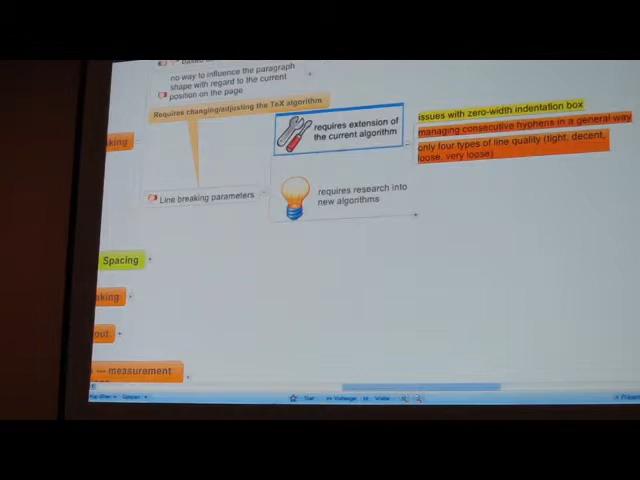 no way to influence the paragraph
shape with regard to the current
position on the page
Requires changing/adjusting the TeX algorithm
requires extension of
the current algorithm
issues with zero-width indentation box
managing consecutive hyphens in a general way
only four types of line quality (tight, decent,
loose, very loose)
aking
Line breaking parameters
requires research into
new algorithms
Spacing
aking
out
measurement